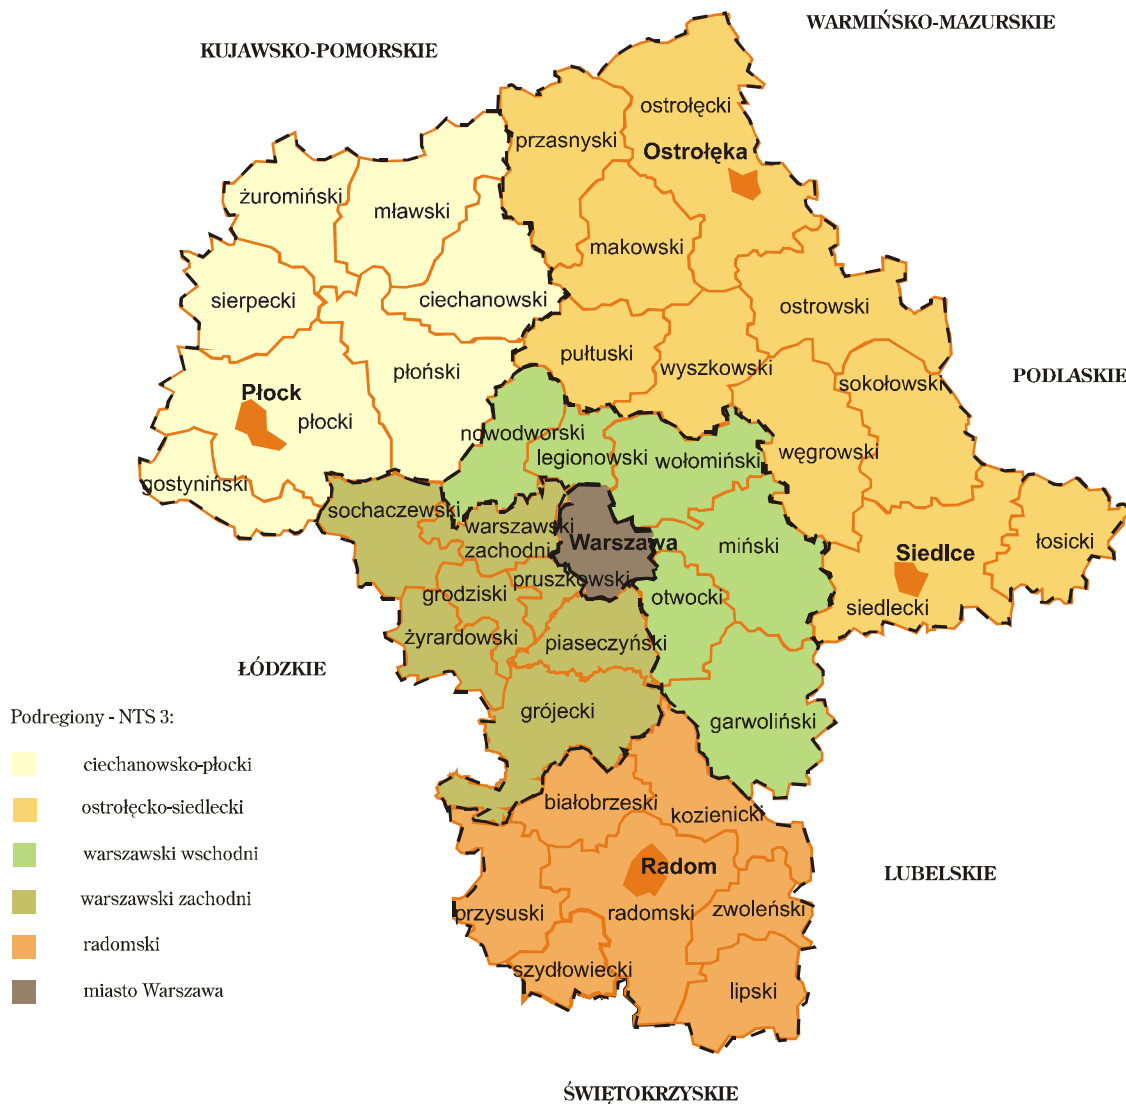 WARMIŃSKO-MAZURSKIE
KUJAWSKO-POMORSKIE
ostrołęcki
przasnyski
Ostrołęka
żuromiński
mławski
makowski
sierpecki
ciechanowski
ostrowski
pułtuski
wyszkowski
płoński
sokołowski
PODLASKIE
Płock
płocki
nowodworski
legionowski
wołomiński
węgrowski
gostyniński
sochaczewski
warszawski
zachodni
Warszawa
miński
Siedlce
łosicki
pruszkowski
grodziski
otwocki
siedlecki
żyrardowski
piaseczyński
ŁÓDZKIE
grójecki
garwoliński
Podregiony - NTS 3:
ciechanowsko-płocki
ostrołęcko-siedlecki
warszawski wschodni
warszawski zachodni
radomski
miasto Warszawa
białobrzeski
kozienicki
Radom
LUBELSKIE
przysuski
radomski
zwoleński
szydłowiecki
lipski
ŚWIĘTOKRZYSKIE